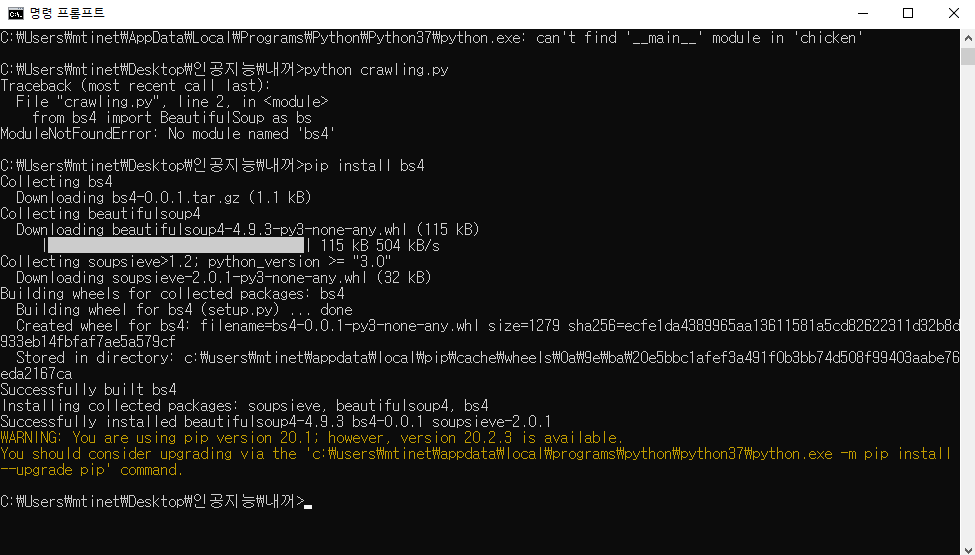 명령 프롬프트
C:₩Users₩mtinet₩AppData₩Local₩Programs₩Python₩Python37₩python.exe: can't find '__main__' module in 'chicken'
C:₩Users₩mtinet₩Desktop₩인공지능₩내꺼>python crawling.py
Traceback (most recent call last):
  File "crawling.py", line 2, in <module>
    from bs4 import BeautifulSoup as bs
ModuleNotFoundError: No module named 'bs4'
C:₩Users₩mtinet₩Desktop₩인공지능₩내꺼>pip install bs4
Collecting bs4
  Downloading bs4-0.0.1.tar.gz (1.1 kB)
Collecting beautifulsoup4
  Downloading beautifulsoup4-4.9.3-py3-none-any.whl (115 kB)
     |████████████████████████████████| 115 kB 504 kB/s
Collecting soupsieve>1.2; python_version >= "3.0"
  Downloading soupsieve-2.0.1-py3-none-any.whl (32 kB)
Building wheels for collected packages: bs4
  Building wheel for bs4 (setup.py) ... done
  Created wheel for bs4: filename=bs4-0.0.1-py3-none-any.whl size=1279 sha256=ecfe1da4389965aa13611581a5cd82622311d32b8d
933eb14fbfaf7ae5a579cf
  Stored in directory: c:₩users₩mtinet₩appdata₩local₩pip₩cache₩wheels₩0a₩9e₩ba₩20e5bbc1afef3a491f0b3bb74d508f99403aabe76
eda2167ca
Successfully built bs4
Installing collected packages: soupsieve, beautifulsoup4, bs4
Successfully installed beautifulsoup4-4.9.3 bs4-0.0.1 soupsieve-2.0.1
WARNING: You are using pip version 20.1; however, version 20.2.3 is available.
You should consider upgrading via the 'c:₩users₩mtinet₩appdata₩local₩programs₩python₩python37₩python.exe -m pip install
--upgrade pip' command.
C:₩Users₩mtinet₩Desktop₩인공지능₩내꺼>